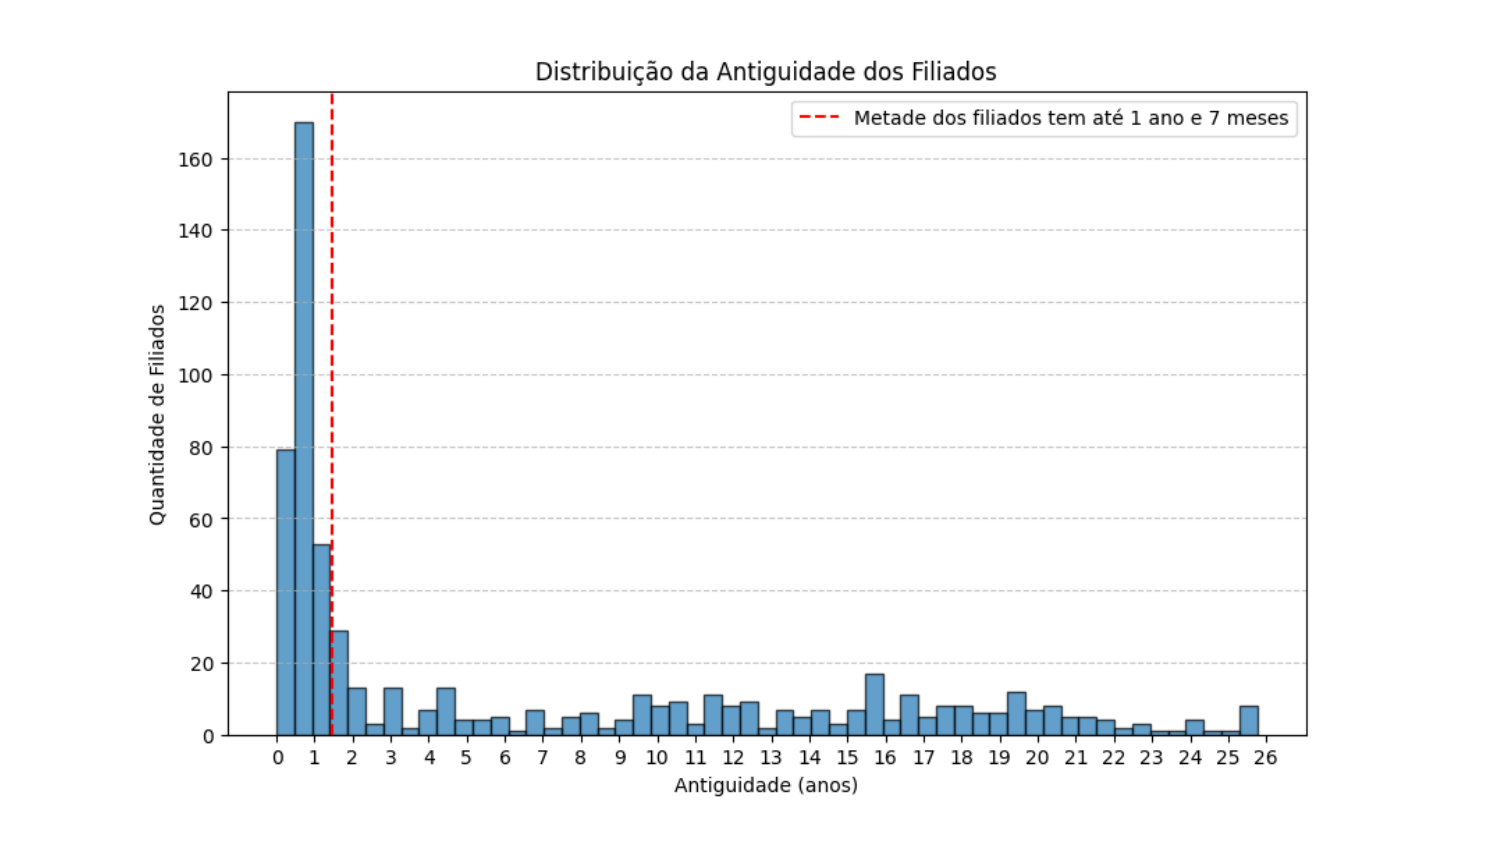 Distribuição da Antiguidade dos Filiados
Metade dos filiados tem até 1 ano e 7 meses
Quantidade de Filiados
160
140
120
100
80
60
40
20
0
0 1 2 3 4 5 6 7 8 9 10 11 12 13 14 15 16 17 18 19 20 21 22 23 24 25 26
Antiguidade (anos)